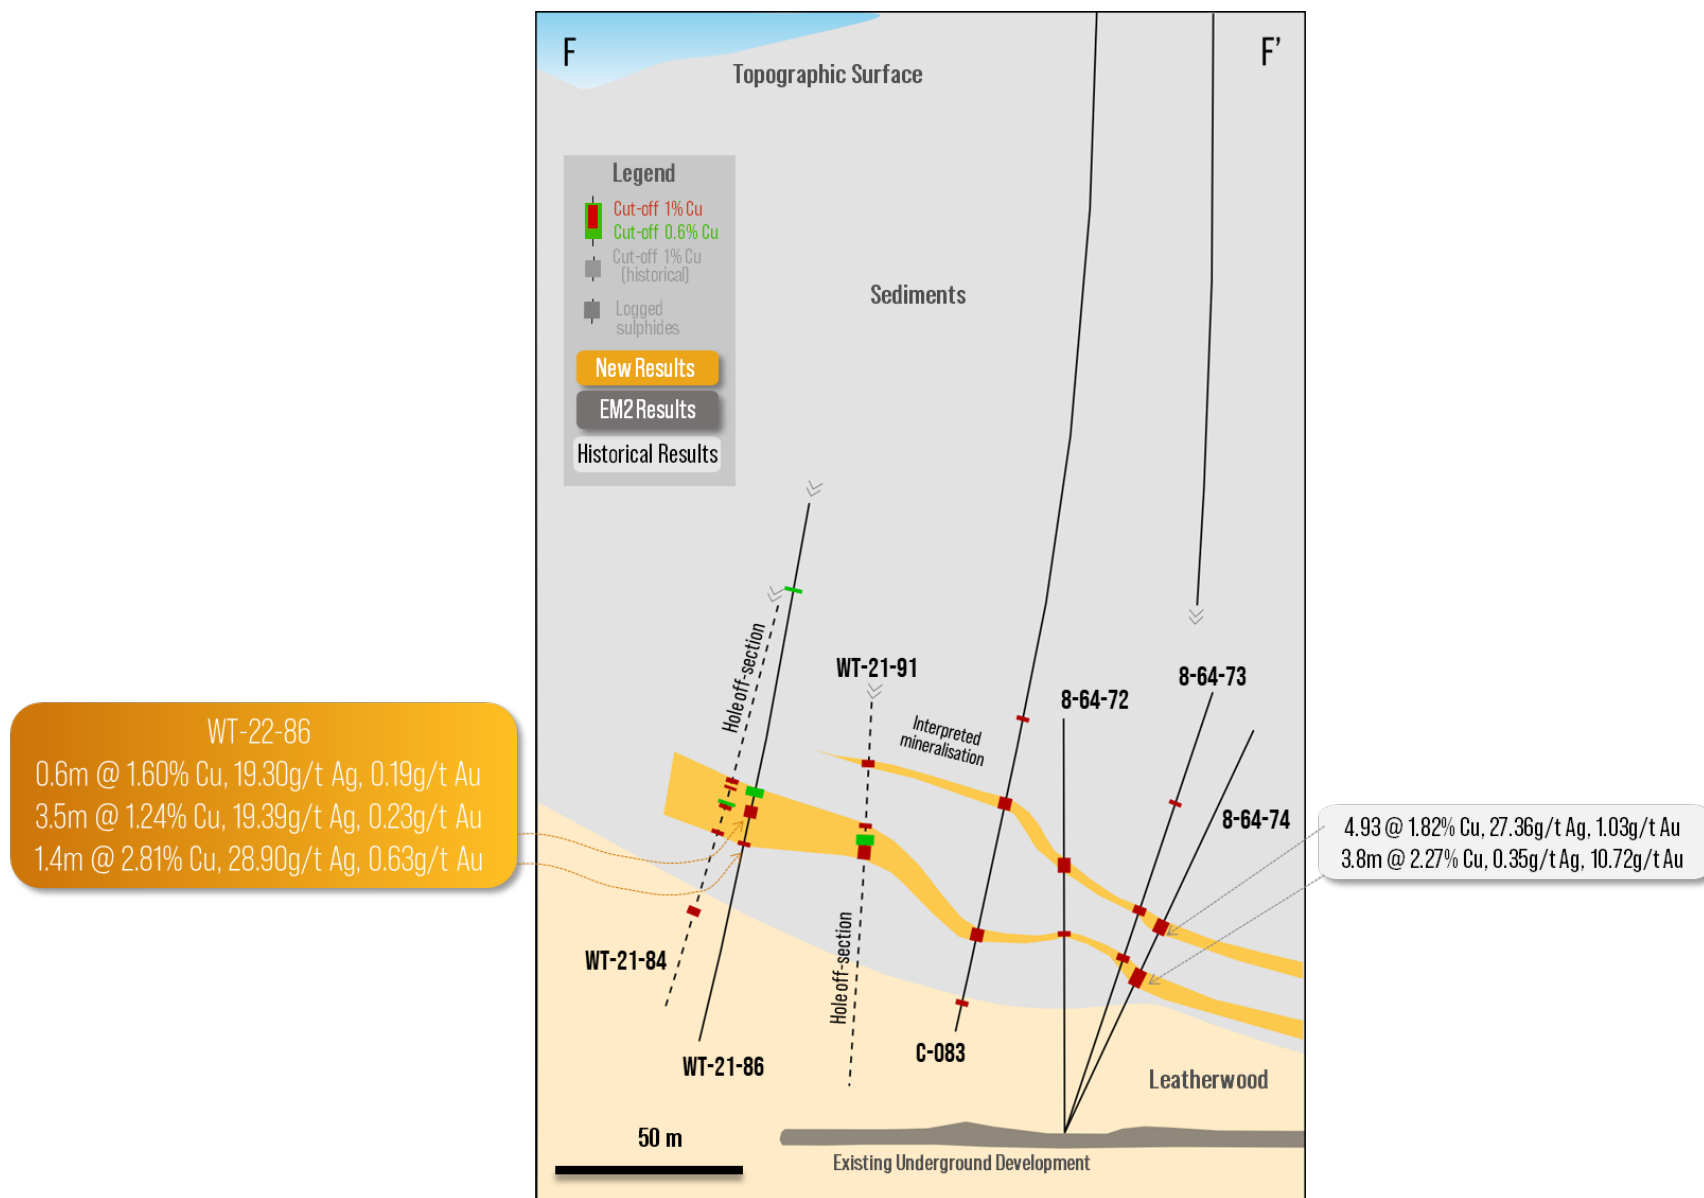 F
F’
Topographic Surface
Legend
Cut-off 1% Cu
Cut-off 0.6% Cu
Cut-off 1% Cu
(historical)
Logged
sulphides
New Results
EM2 Results
Historical Results
Sediments
Hole off-section
WT-21-91
Interpreted
mineralisation
8-64-72
8-64-73
8-64-74
WT-22-86
0.6m @ 1.60% Cu, 19.30g/t Ag, 0.19g/t Au
3.5m @ 1.24% Cu, 19.39g/t Ag, 0.23g/t Au
1.4m @ 2.81% Cu, 28.90g/t Ag, 0.63g/t Au
4.93 @ 1.82% Cu, 27.36g/t Ag, 1.03g/t Au
3.8m @ 2.27% Cu, 0.35g/t Ag, 10.72g/t Au
WT-21-84
Hole off-section
WT-21-86
C-083
Leatherwood
50 m
Existing Underground Development